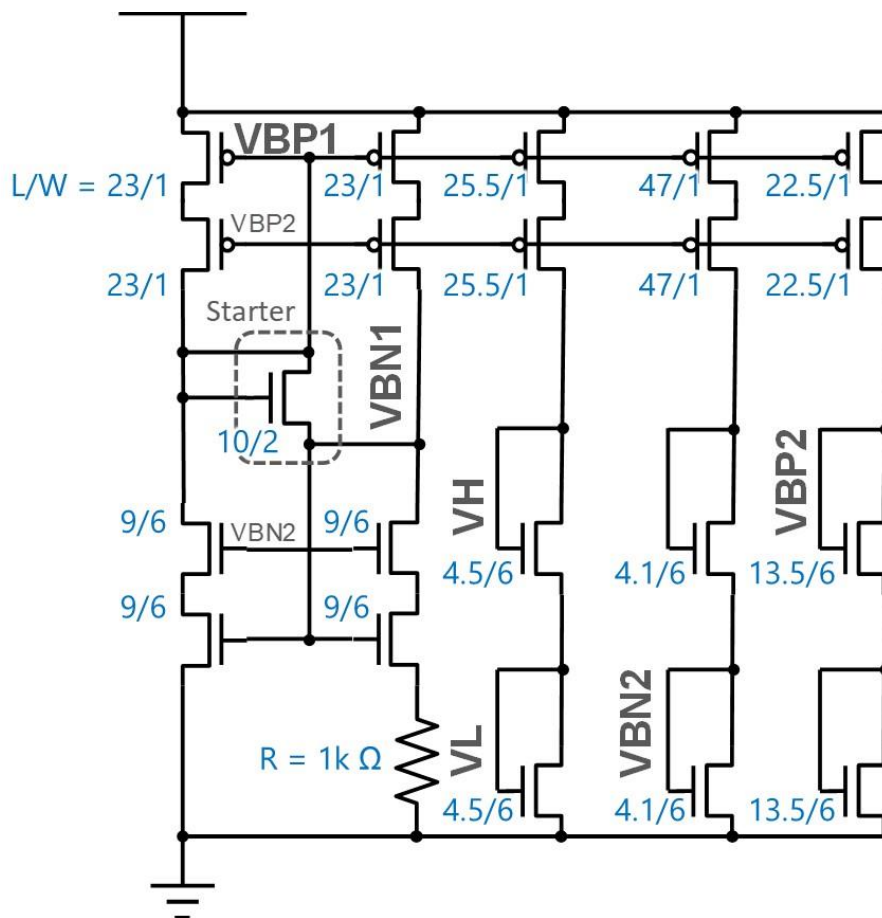 VBP1
L/W = 23/1
23/1
25.5/1
47/1
22.5/1
VBP2
23/1
23/1
25.5/1
47/1
22.5/1
Starter
VBN1
10/2
VH
VBP2
9/6
VBN2
9/6
4.5/6
4.1/6
13.5/6
9/6
9/6
VL
VBN2
R = 1k Ω
4.5/6
4.1/6
13.5/6